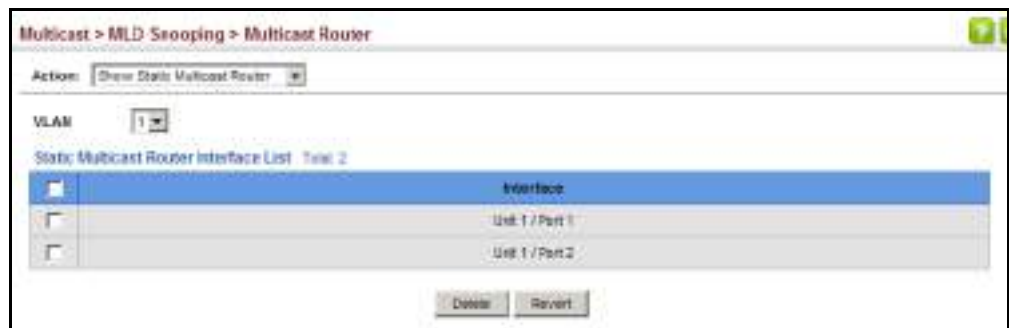 Multicast > MLD Snooping > Multicast Router
Action: Show Static Multicast Router
VLAN 1
Static Multicast Router Interface List Total: 2
Interface
Unit 1 / Port 1
Unit 1 / Port 2
Delete Revert